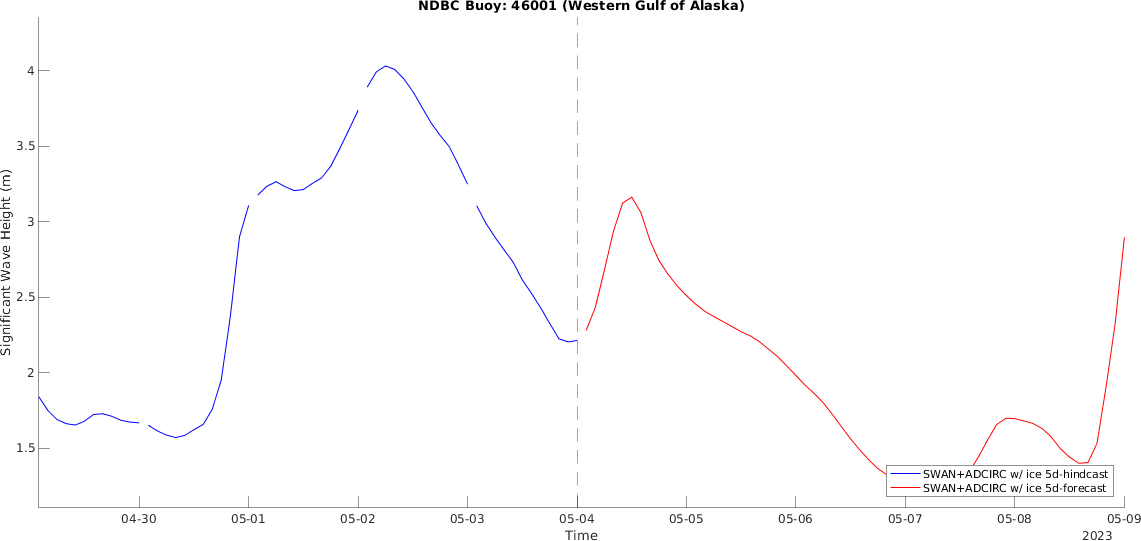 NDBC Buoy: 46001 (Western Gulf of Alaska)
Significant Wave Height (m)
4
3.5
3
2.5
2
1.5
SWAN+ADCIRC w/ ice 5d-hindcast
SWAN+ADCIRC w/ ice 5d-forecast
04-30 05-01 05-02 05-03 05-04 05-05 05-06 05-07 05-08 05-09
Time
2023